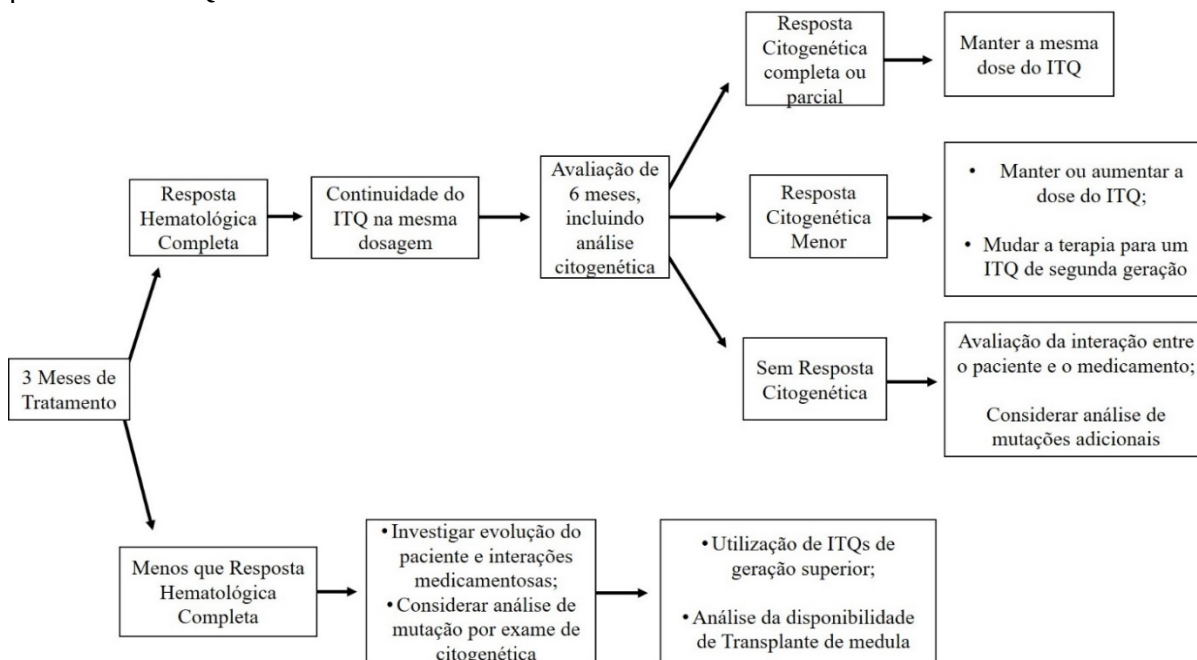 Resposta
Citogenética
completa ou
parcial
Manter a mesma
dose do ITQ
Resposta
Hematológica
Completa
Continuidade do
ITQ na mesma
dosagem
Avaliação de
6 meses,
incluindo
análise
citogenética
Resposta
Citogenética
Menor
• Manter ou aumentar a
dose do ITQ;
• Mudar a terapia para um
ITQ de segunda geração
3 Meses de
Tratamento
Sem Resposta
Citogenética
Avaliação da interação entre
o paciente e o medicamento;
Considerar análise de
mutações adicionais
Menos que Resposta
Hematológica
Completa
• Investigar evolução do
paciente e interações
medicamentosas;
• Considerar análise de
mutação por exame de
citogenética
• Utilização de ITQs de
geração superior;
• Análise da disponibilidade
de Transplante de medula